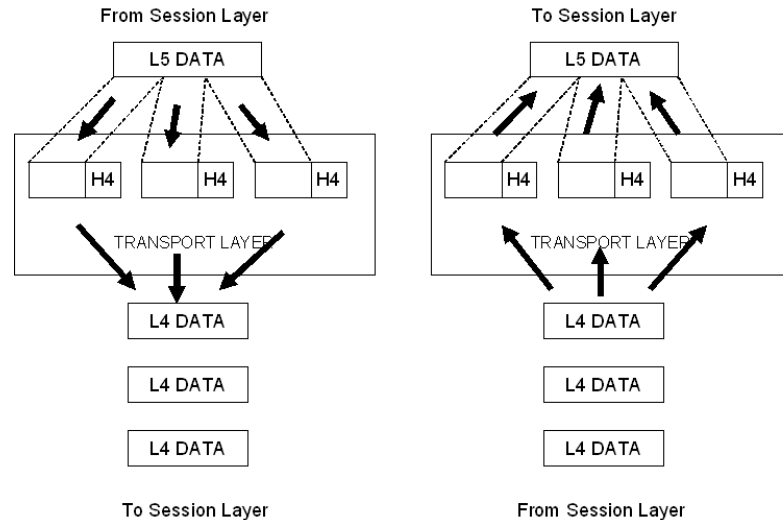 From Session Layer
L5 DATA
H4
H4
H4
TRANSPORT LAYER
L4 DATA
L4 DATA
L4 DATA
To Session Layer
To Session Layer
L5 DATA
H4
H4
H4
TRANSPORT LAYER
L4 DATA
L4 DATA
L4 DATA
From Session Layer